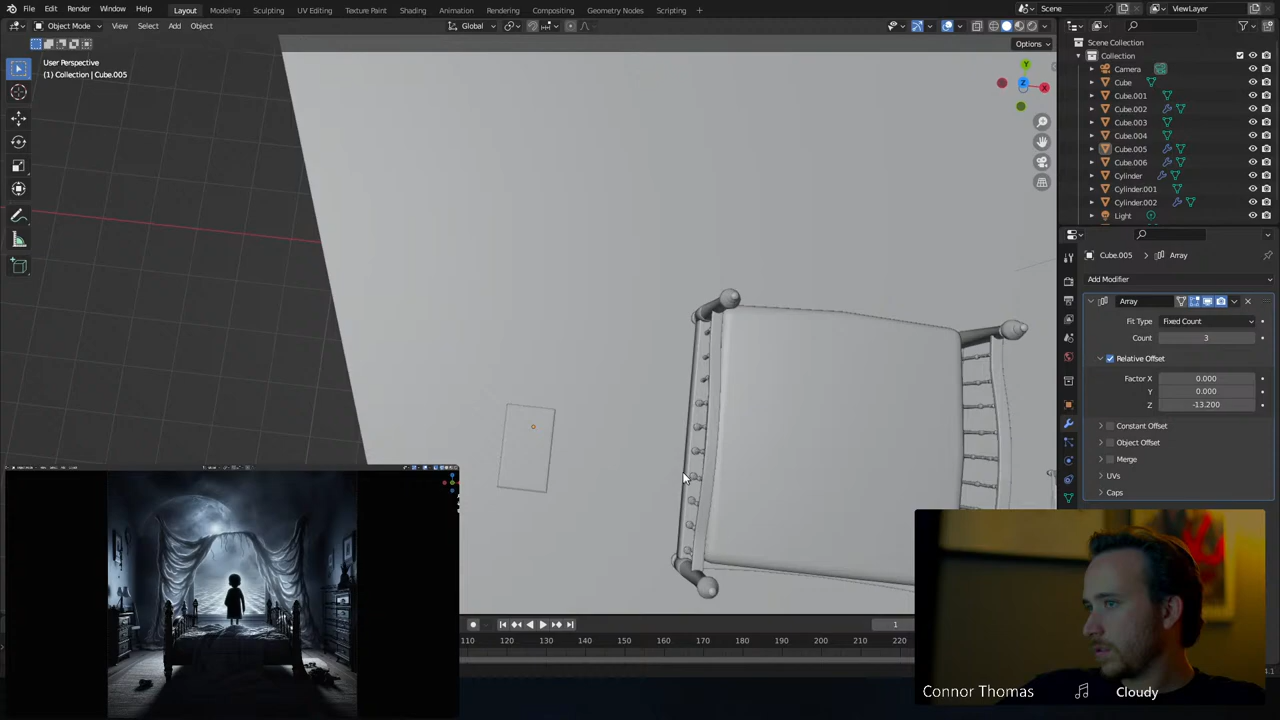 File Edit Render Window Help Layout Modeling Sculpting UV Editing Texture Paint Shading Animation Rendering Compositing Geometry Nodes Scripting Scene ViewLayer
Object Mode View Select Add Object Global
Options
User Perspective
(1) Collection | Cube.005
Y
Z
X
Scene Collection
Collection
Camera
Cube
Cube.001
Cube.002
Cube.003
Cube.004
Cube.005
Cube.006
Cylinder
Cylinder.001
Cylinder.002
Light
Cube.005 Array
Add Modifier
Array
Fit Type Fixed Count
Count 3
Relative Offset
Factor X 0.000
Y 0.000
Z -13.200
Constant Offset
Object Offset
Merge
UVs
Caps
1
110 120 130 140 150 160 170 180 190 200 210 220
Connor Thomas Cloudy